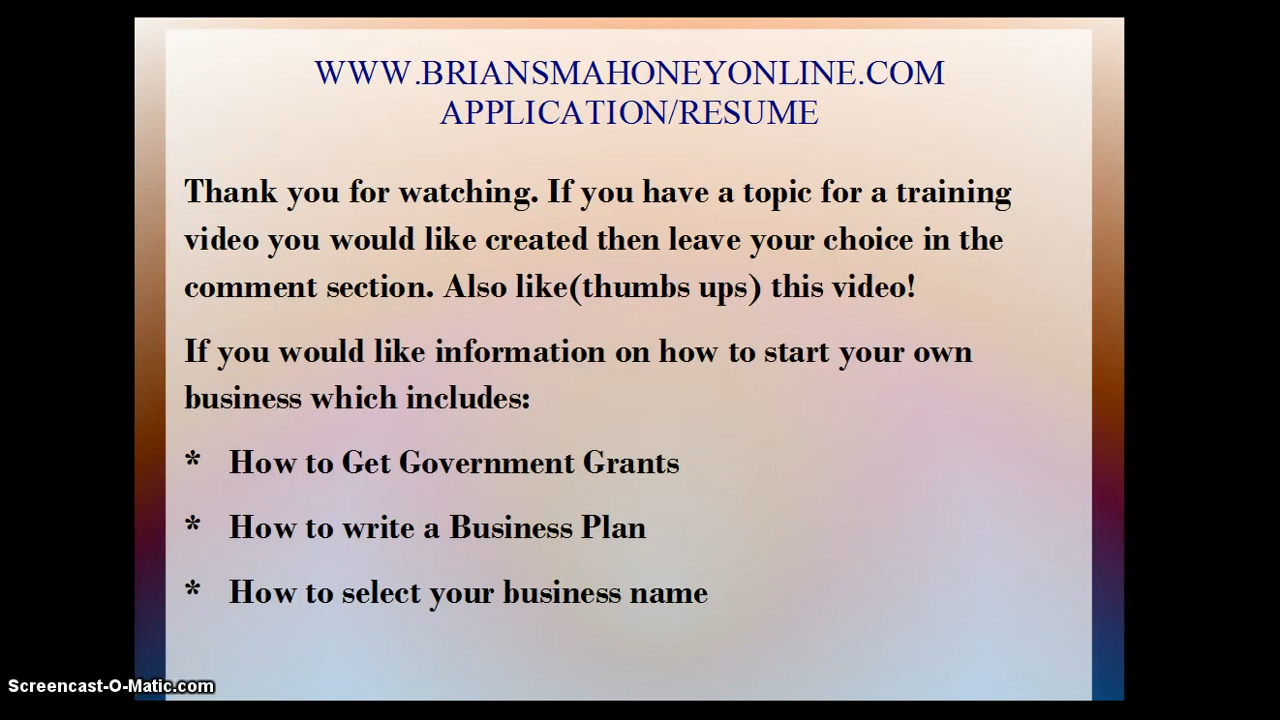 WWW.BRIANSMAHONEYONLINE.COM
APPLICATION/RESUME
Thank you for watching. If you have a topic for a training
video you would like created then leave your choice in the
comment section. Also like(thumbs ups) this video!
If you would like information on how to start your own
business which includes:
* How to Get Government Grants
* How to write a Business Plan
* How to select your business name
Screencast-O-Matic.com